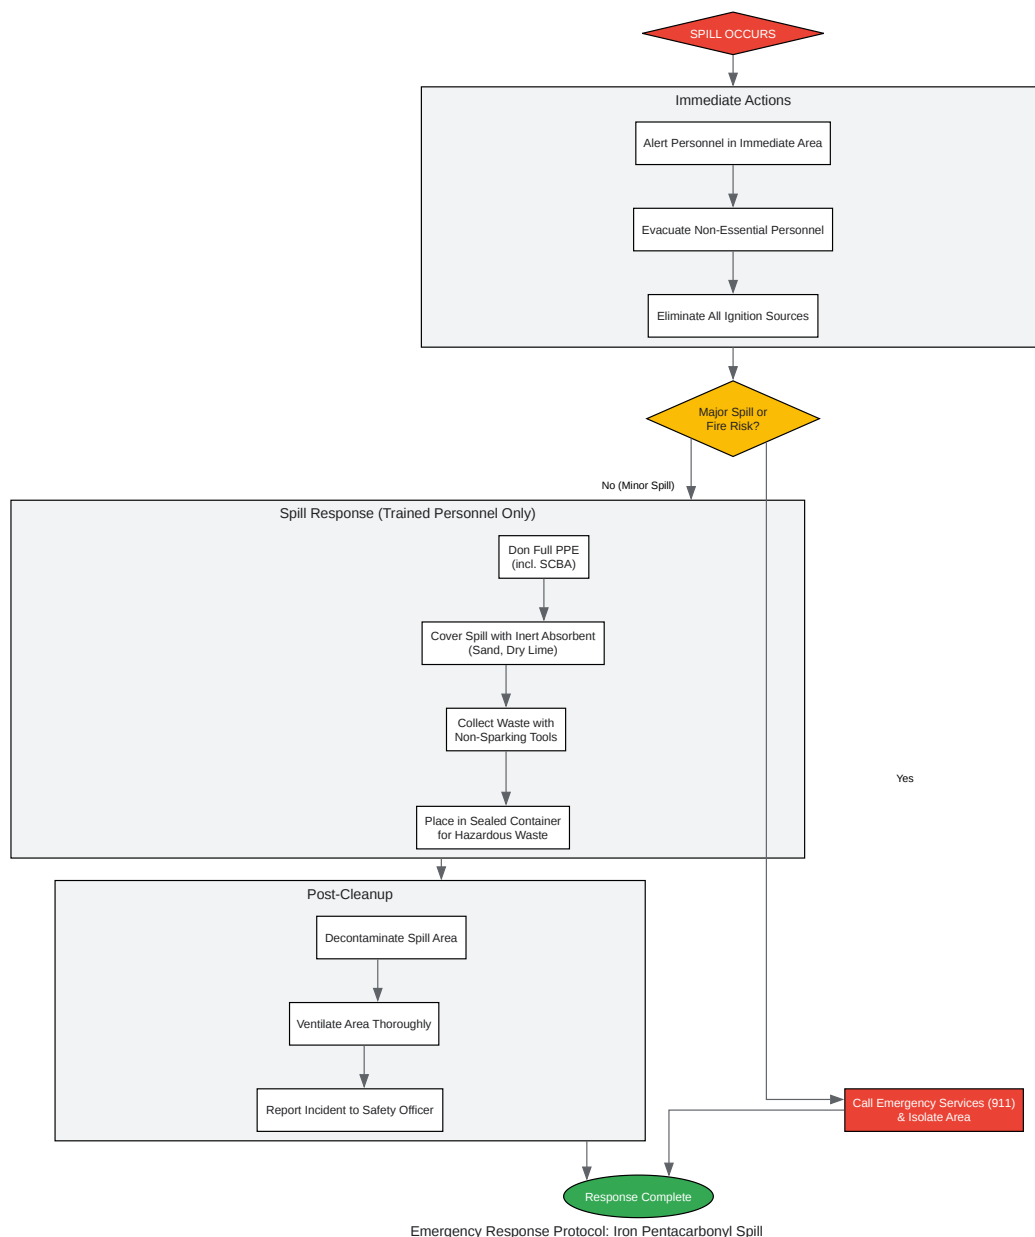 SPILL OCCURS
Immediate Actions
Alert Personnel in Immediate Area
Evacuate Non-Essential Personnel
Eliminate All Ignition Sources
Major Spill or
Fire Risk?
No (Minor Spill)
Spill Response (Trained Personnel Only)
Don Full PPE
(incl. SCBA)
Cover Spill with Inert Absorbent
(Sand, Dry Lime)
Collect Waste with
Non-Sparking Tools
Yes
Place in Sealed Container
for Hazardous Waste
Post-Cleanup
Decontaminate Spill Area
Ventilate Area Thoroughly
Report Incident to Safety Officer
Call Emergency Services (911)
& Isolate Area
Response Complete
Emergency Response Protocol: Iron Pentacarbonyl Spill